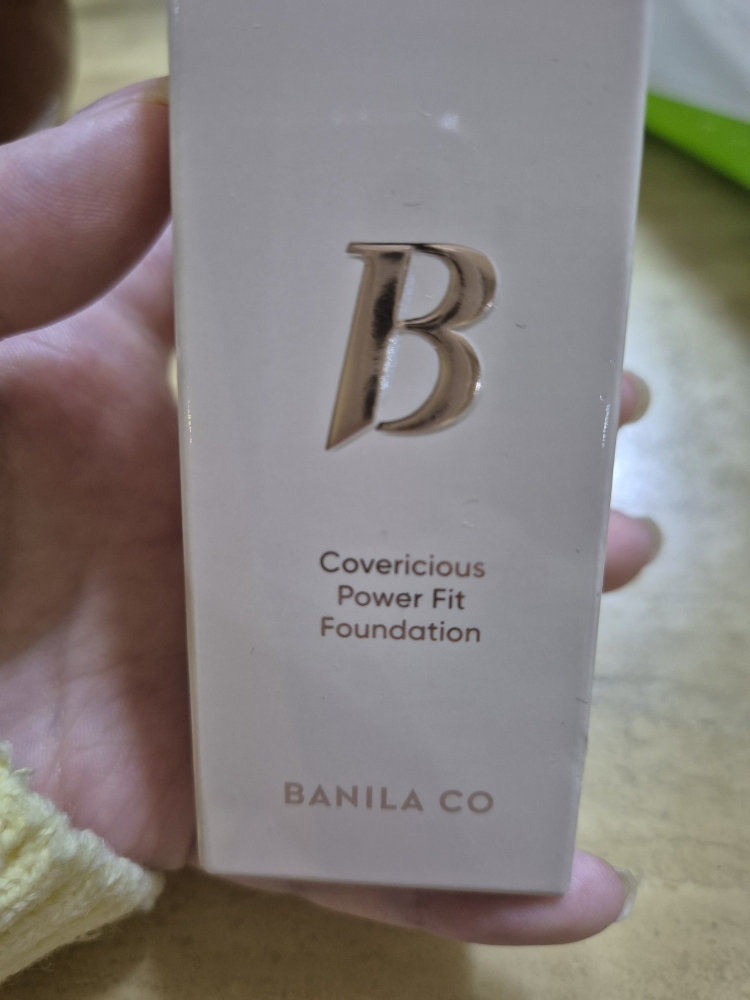 B
Covericious
Power Fit
Foundation
BANILA CO